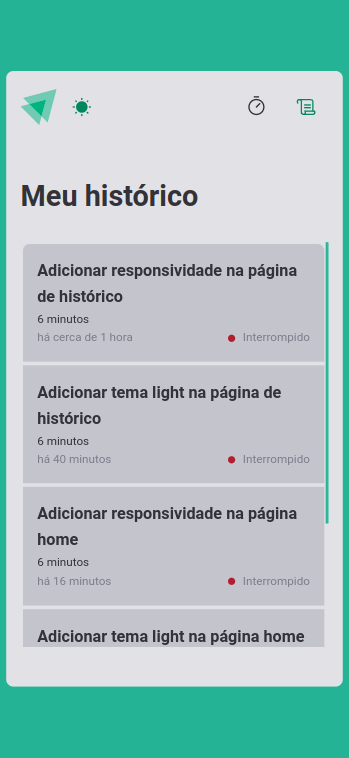 Meu histórico
Adicionar responsividade na página
de histórico
6 minutos
há cerca de 1 hora
Interrompido
Adicionar tema light na página de
histórico
6 minutos
há 40 minutos
Interrompido
Adicionar responsividade na página
home
6 minutos
há 16 minutos
Interrompido
Adicionar tema light na página home